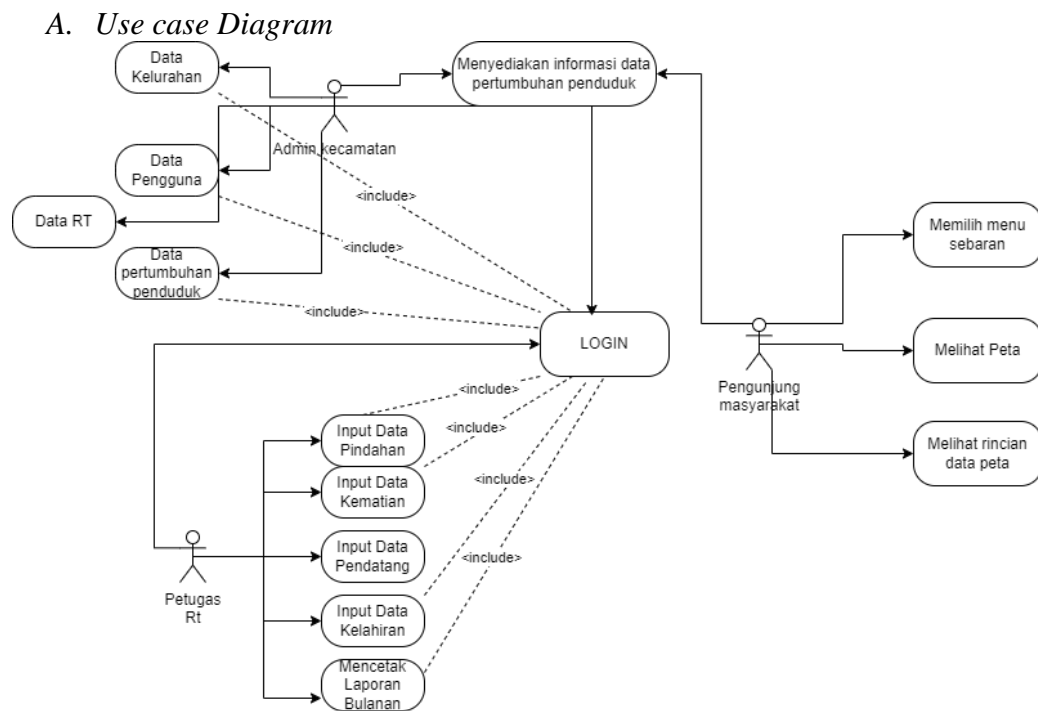 A. Use case Diagram
Data
Kelurahan
Menyediakan informasi data
pertumbuhan penduduk
Admin kecamatan
Data
Pengguna
<include>
Data RT
Memilih menu
sebaran
<include>
Data
pertumbuhan
penduduk
<include>
LOGIN
Melihat Peta
Pengunjung
masyarakat
<include>
Input Data
Pindahan
<include>
Melihat rincian
data peta
Input Data
Kematian
<include>
Input Data
Pendatang
<include>
Petugas
Rt
Input Data
Kelahiran
Mencetak
Laporan
Bulanan